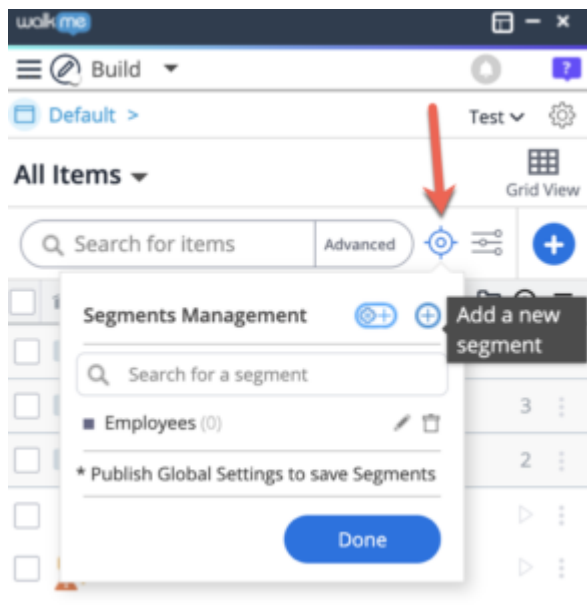 walkme
Build
?
Default >
Test
All Items
Grid View
Search for items
Advanced
Segments Management
Add a new
segment
Search for a segment
Employees (0)
3
* Publish Global Settings to save Segments
2
Done